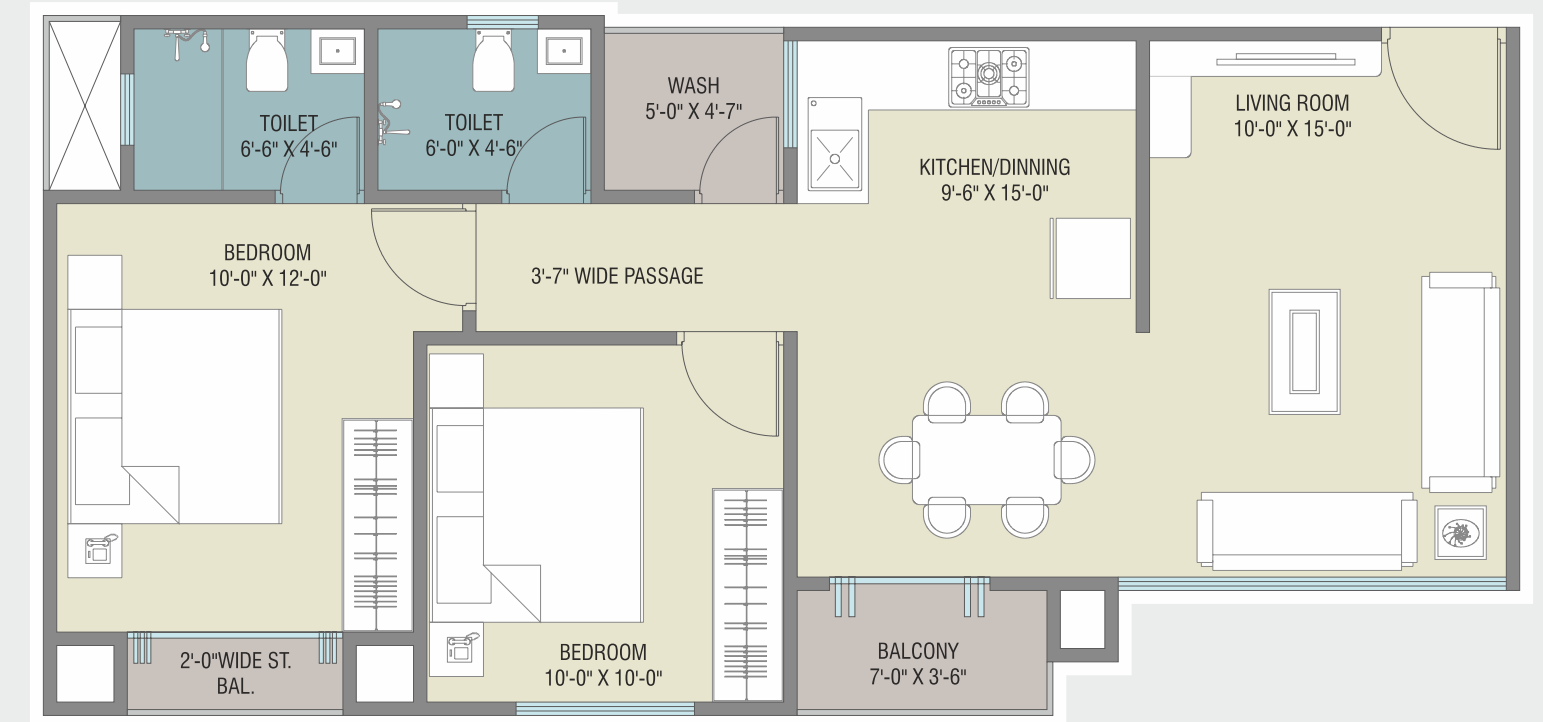 TOILET
6'-6" X 4'-6"
TOILET
6'-0" X 4'-6"
WASH
5'-0" X 4'-7"
KITCHEN/DINNING
9'-6" X 15'-0"
LIVING ROOM
10'-0" X 15'-0"
BEDROOM
10'-0" X 12'-0"
3'-7" WIDE PASSAGE
2'-0"WIDE ST.
BAL.
BEDROOM
10'-0" X 10'-0"
BALCONY
7'-0" X 3'-6"